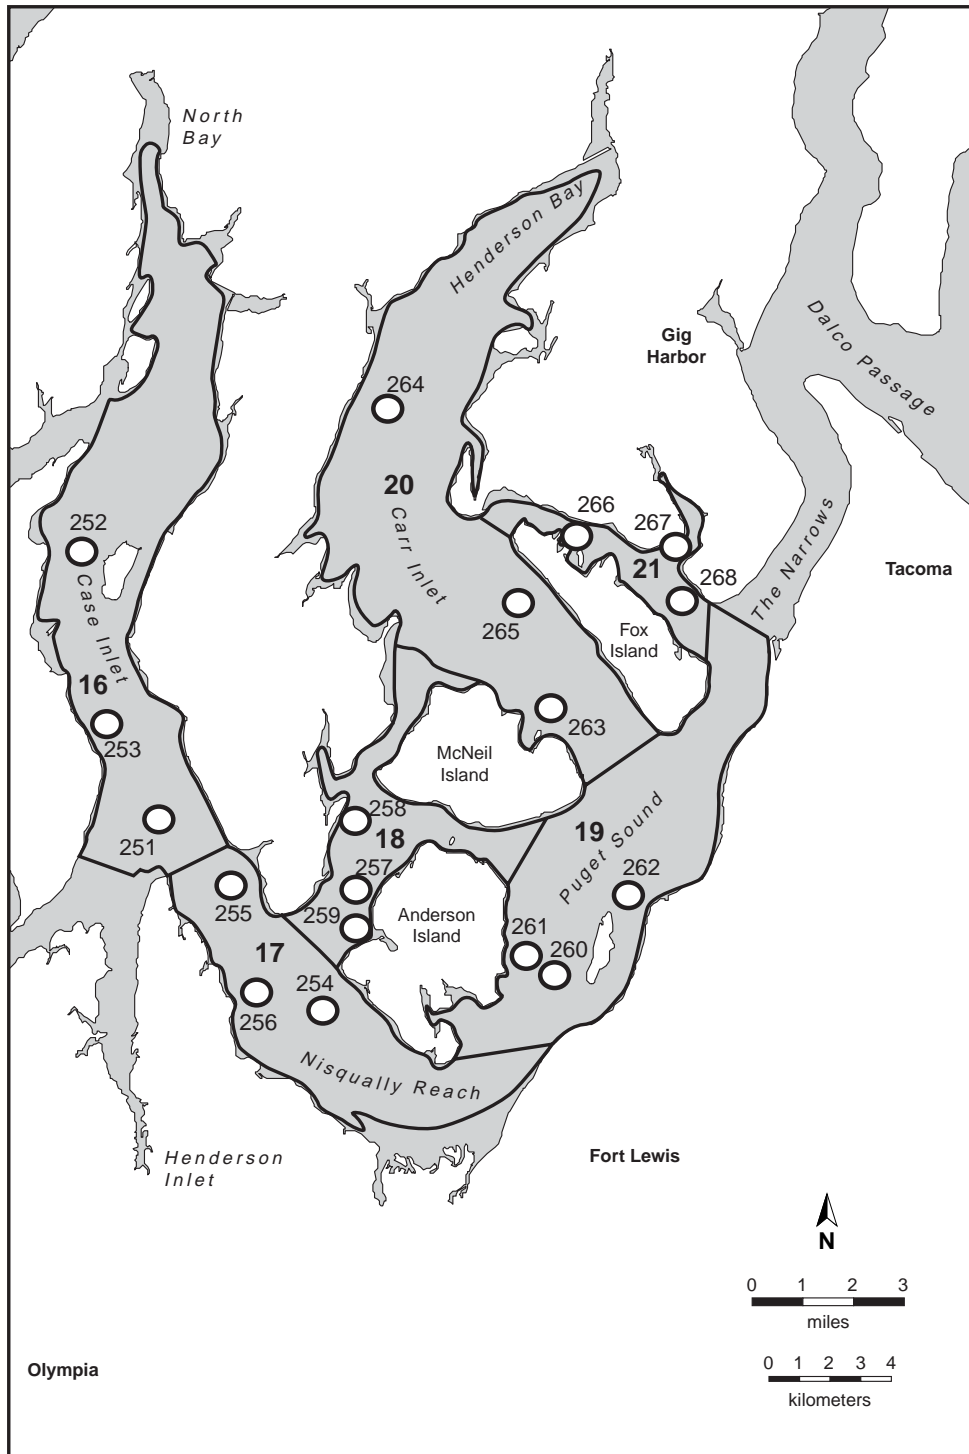 North
Bay
Henderson Bay
Gig
Harbor
Dalco Passage
264
20
Carr Inlet
252
266
267
21
268
The Narrows
Tacoma
Case Inlet
265
Fox
Island
16
253
263
McNeil
Island
258
18
19
Puget Sound
251
257
262
255
259
Anderson
Island
261
260
17
254
256
Nisqually Reach
Henderson
Inlet
Fort Lewis
N
0 1 2 3
miles
Olympia
0 1 2 3 4
kilometers